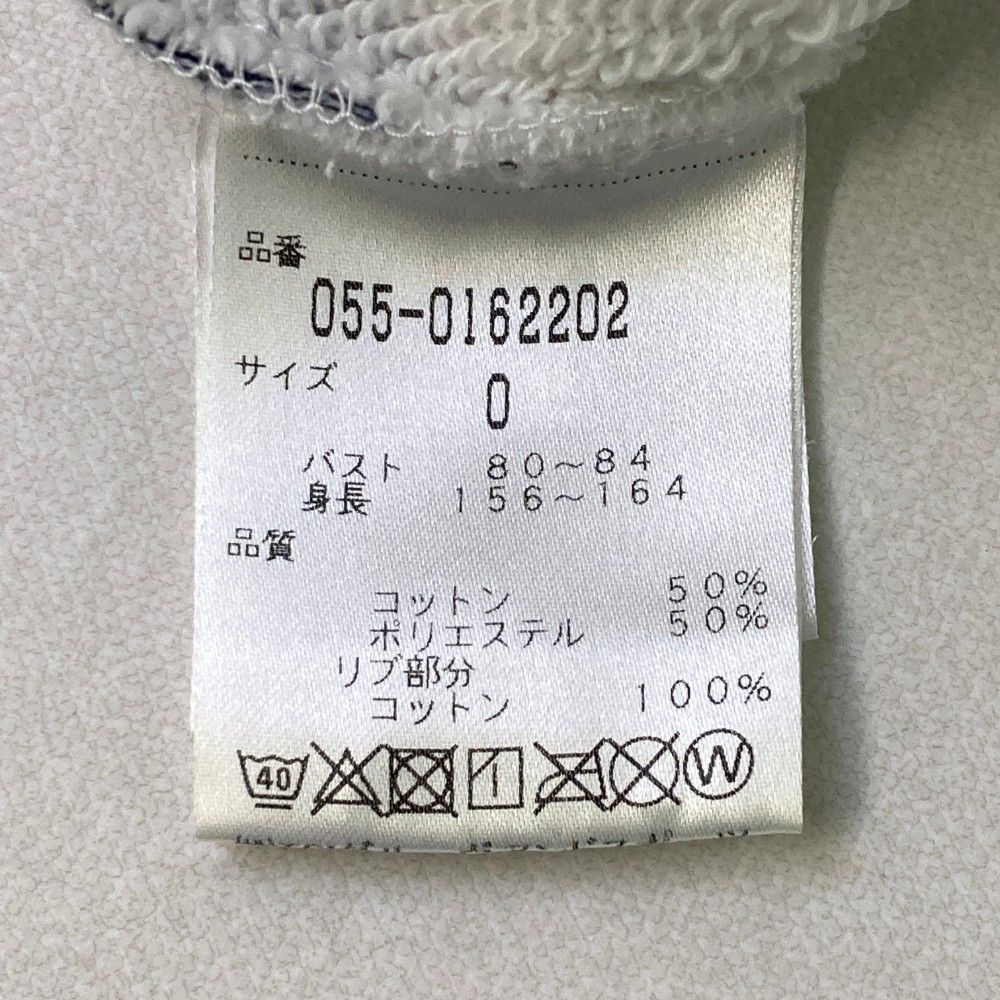 品番
055-0162202
サイズ
0
バスト 80～84
身長 156～164
品質
コットン 50%
ポリエステル 50%
リブ部分
コットン 100%
40 W